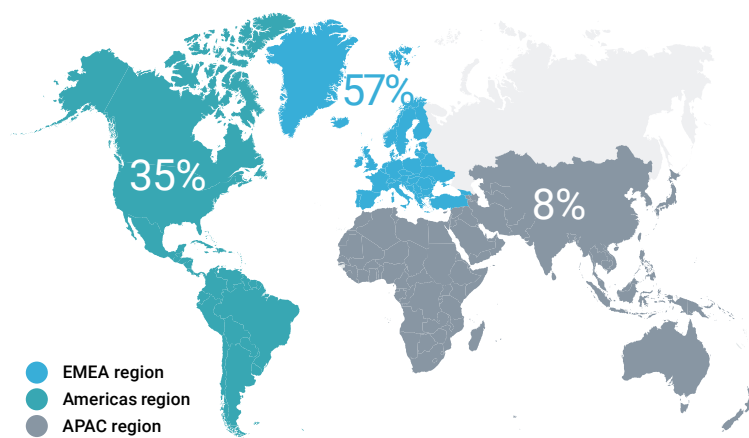 57%
35%
8%
EMEA region
Americas region
APAC region